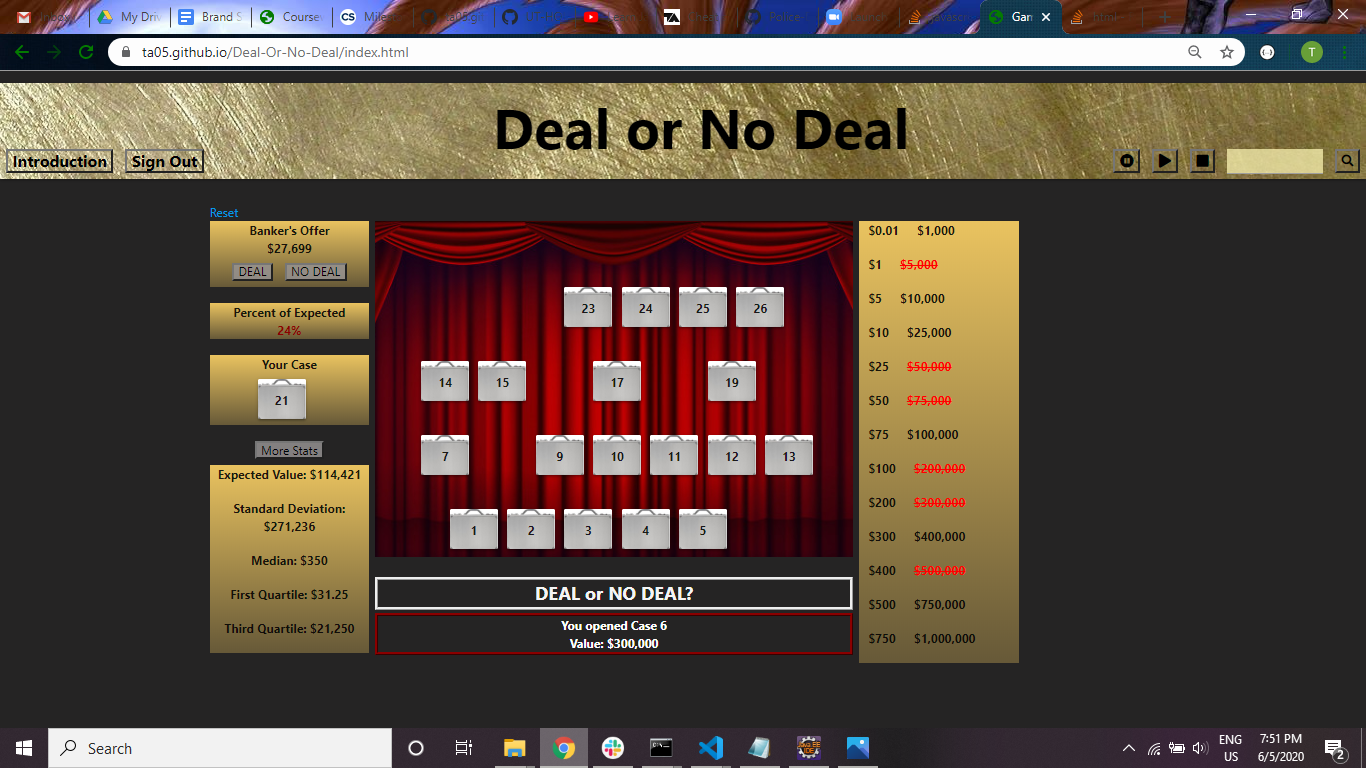 Inbox
My Driv
Brand S
Course
CS Miles
ta05.git
Police
javasc
Gam
html
ta05.github.io/Deal-Or-No-Deal/index.html
T
Deal or No Deal
Introduction Sign Out
Reset
Banker's Offer
$27,699
DEAL NO DEAL
Percent of Expected
24%
Your Case
21
More Stats
Expected Value: $114,421
Standard Deviation:
$271,236
Median: $350
First Quartile: $31.25
Third Quartile: $21,250
23 24 25 26
14 15 17 19
7 9 10 11 12 13
1 2 3 4 5
DEAL or NO DEAL?
You opened Case 6
Value: $300,000
$0.01 $1,000
$1 $5,000
$5 $10,000
$10 $25,000
$25 $50,000
$50 $75,000
$75 $100,000
$100 $200,000
$200 $300,000
$300 $400,000
$400 $500,000
$500 $750,000
$750 $1,000,000
Search
ENG
US
7:51 PM
6/5/2020
2